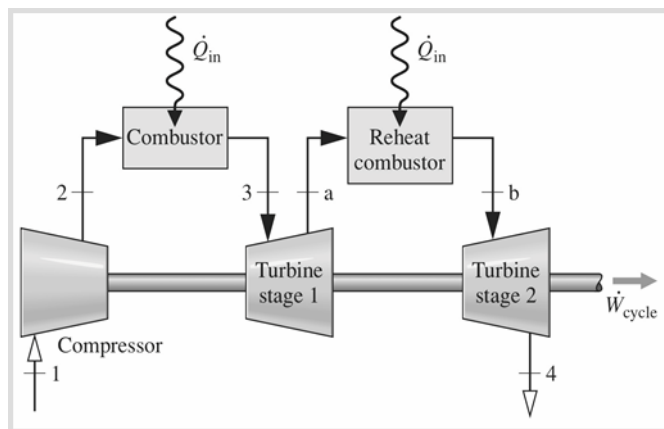 Q̇in
Q̇in
Combustor
Reheat
combustor
2
3
a
b
Turbine
stage 1
Turbine
stage 2
Ẇcycle
Compressor
1
4